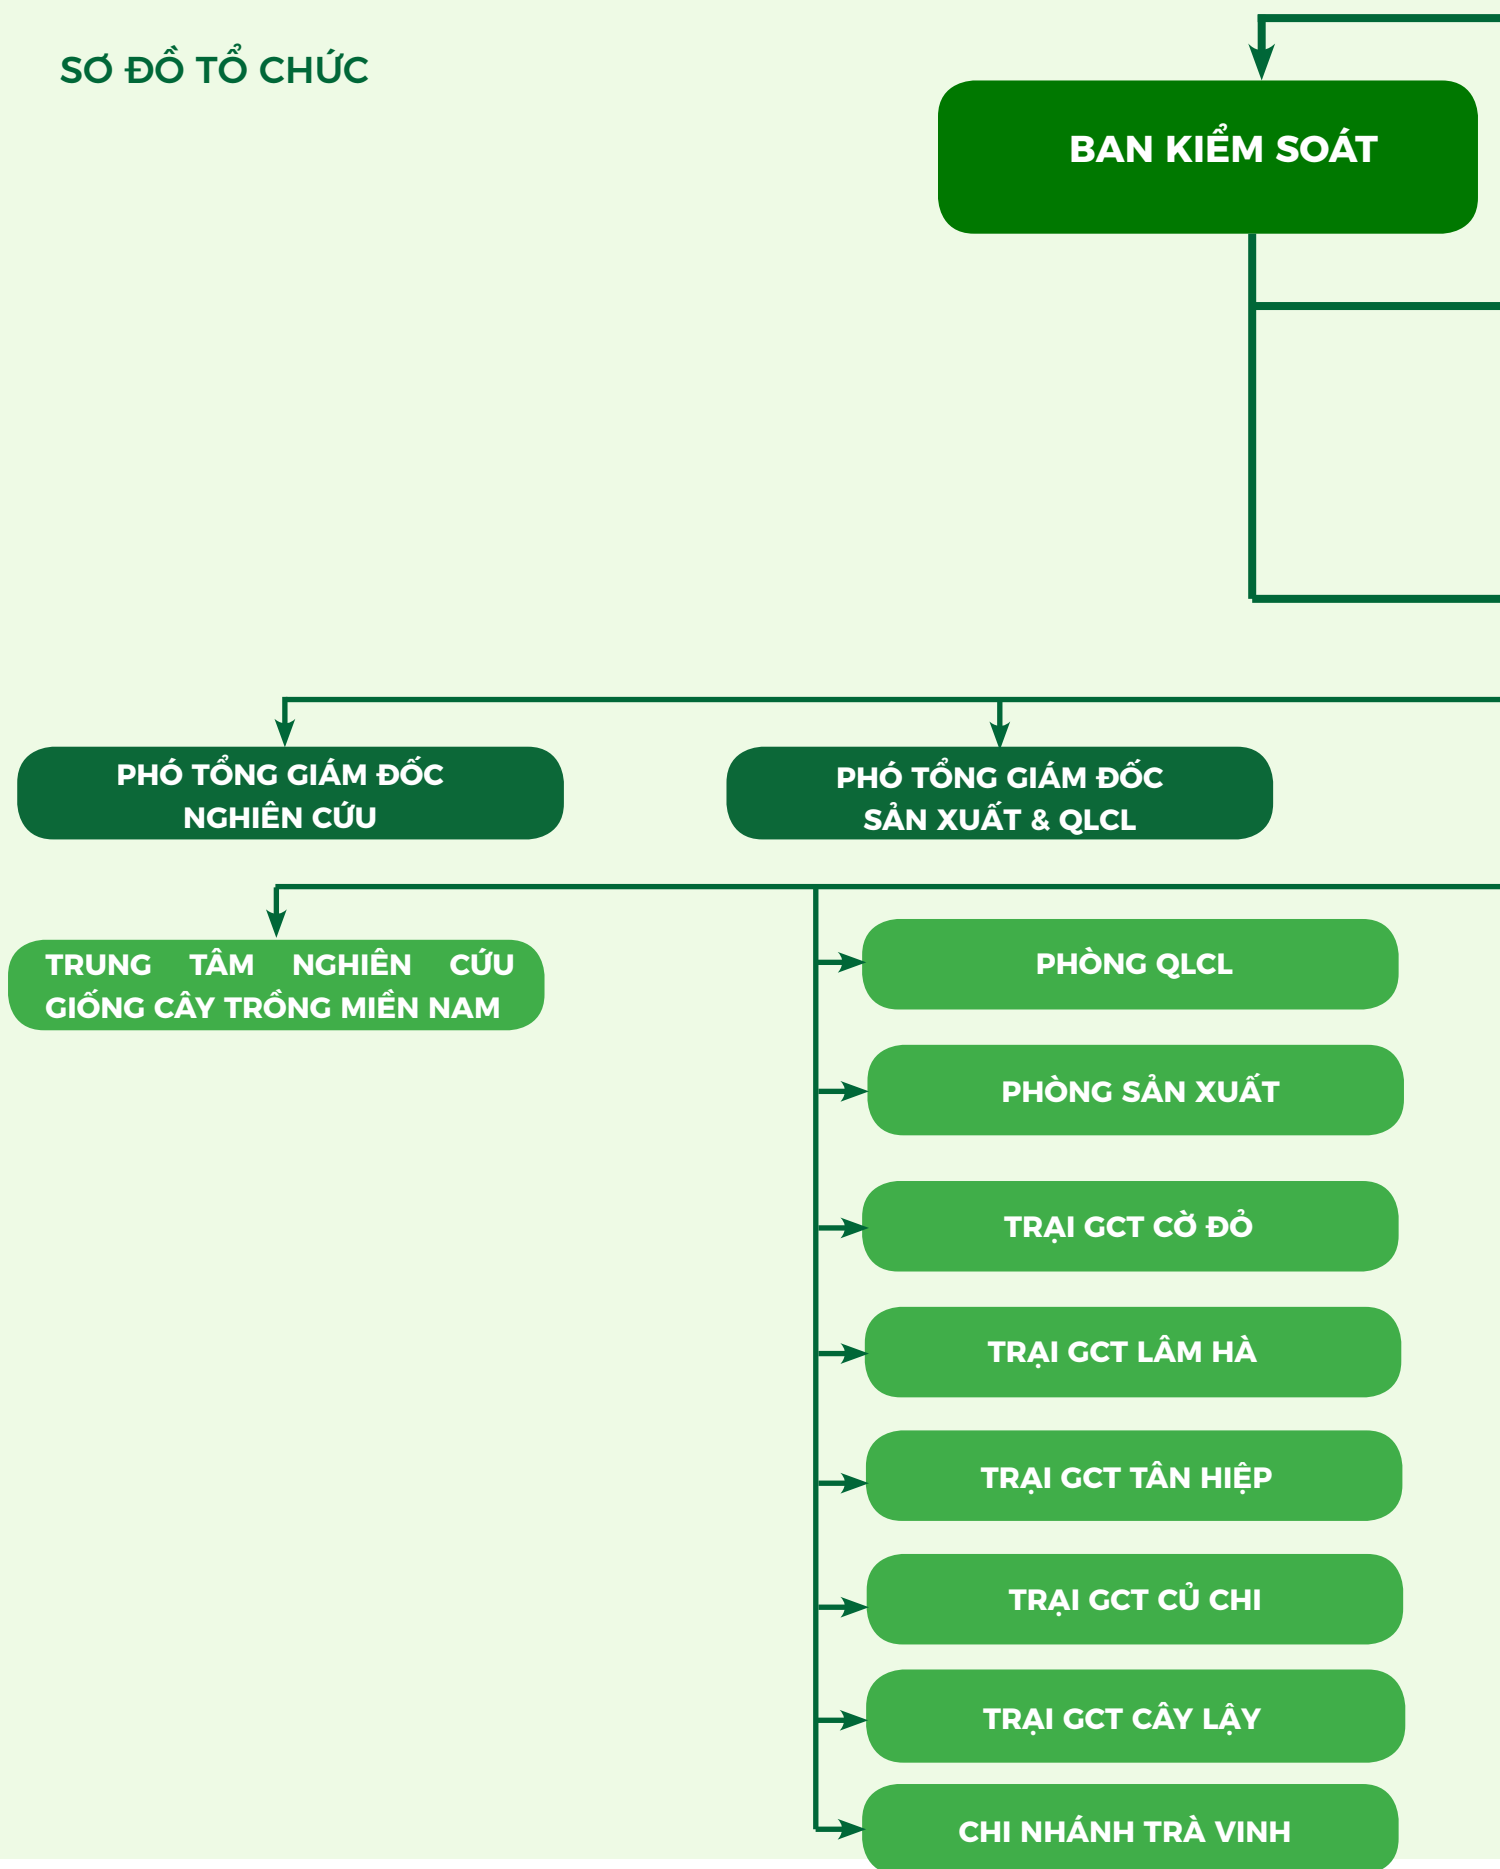 SƠ ĐỒ TỔ CHỨC
BAN KIỂM SOÁT
PHÓ TỔNG GIÁM ĐỐC
NGHIÊN CỨU
PHÓ TỔNG GIÁM ĐỐC
SẢN XUẤT & QLCL
TRUNG TÂM NGHIÊN CỨU
GIỐNG CÂY TRỒNG MIỀN NAM
PHÒNG QLCL
PHÒNG SẢN XUẤT
TRẠI GCT CỜ ĐỎ
TRẠI GCT LÂM HÀ
TRẠI GCT TÂN HIỆP
TRẠI GCT CỦ CHI
TRẠI GCT CÂY LẬY
CHI NHÁNH TRÀ VINH